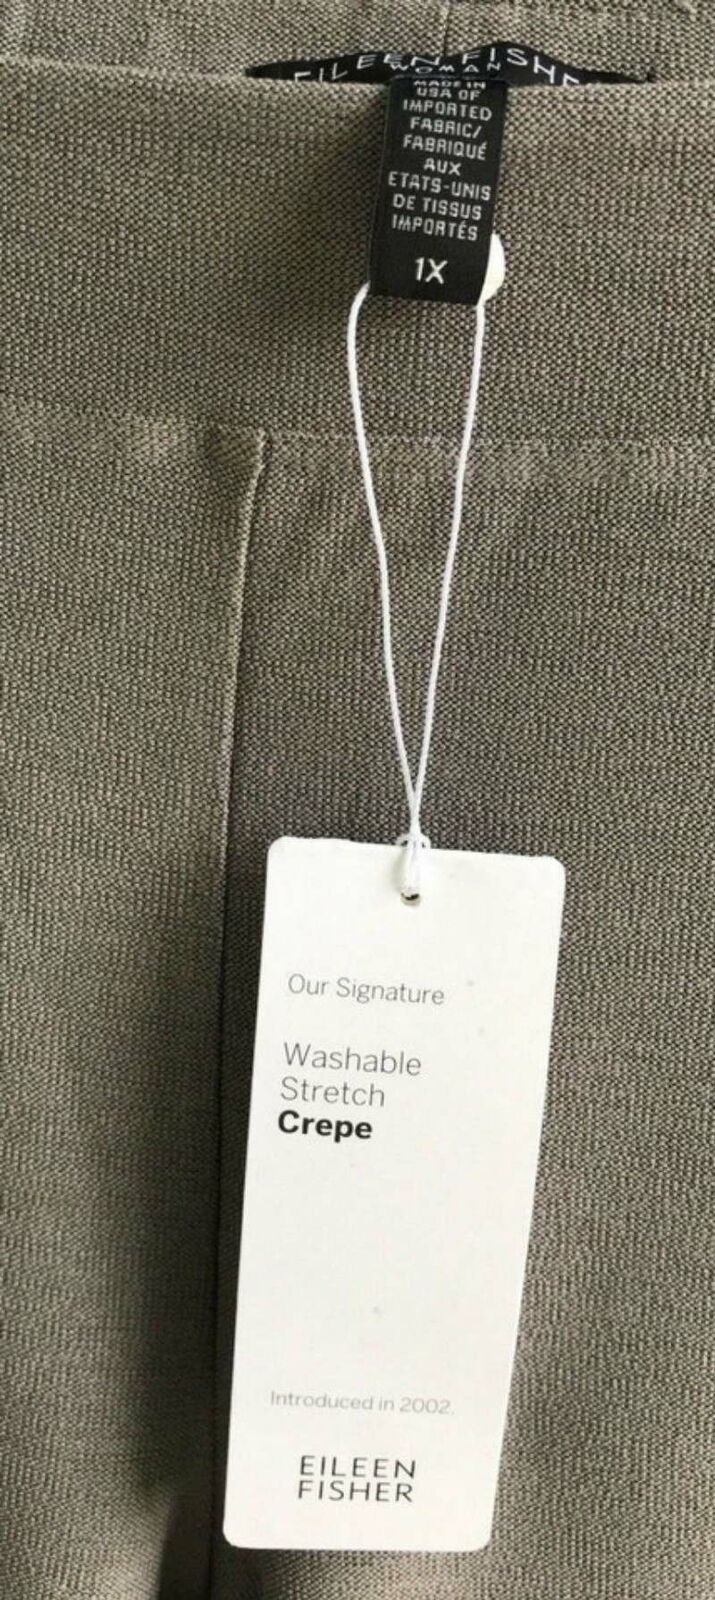 EILEEN FISHE
WOMAN
MADE IN
USA OF
IMPORTED
FABRIC/
FABRIQUÉ
AUX
ETATS-UNIS
DE TISSUS
IMPORTÉS
1X
Our Signature
Washable
Stretch
Crepe
Introduced in 2002.
EILEEN
FISHER